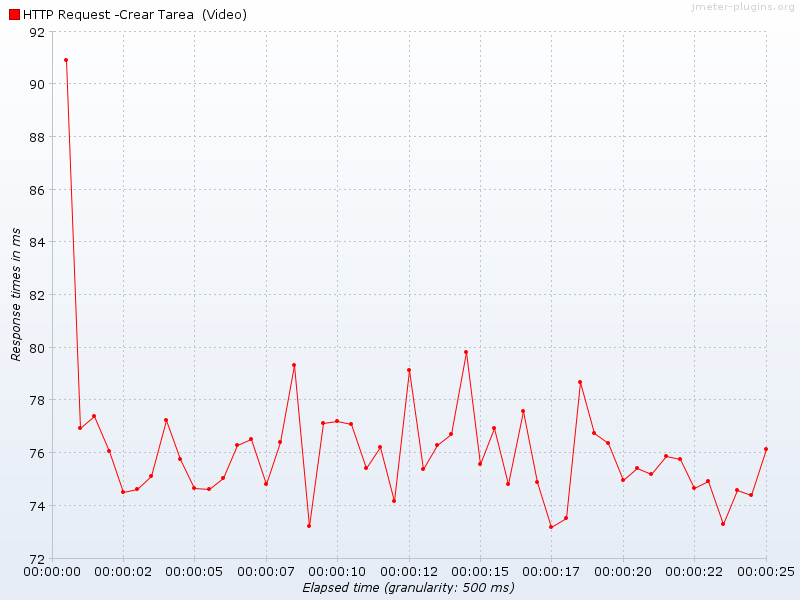 jmeter-plugins.org
HTTP Request -Crear Tarea  (Video)
92
90
88
86
84
82
80
78
76
74
72
Response times in ms
00:00:00 00:00:02 00:00:05 00:00:07 00:00:10 00:00:12 00:00:15 00:00:17 00:00:20 00:00:22 00:00:25
Elapsed time (granularity: 500 ms)